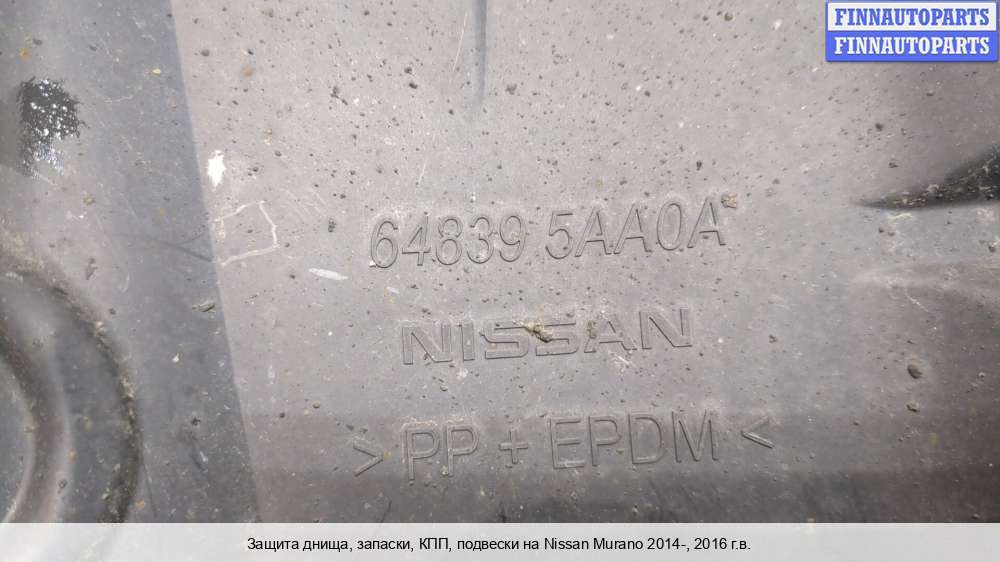 FINNAUTOPARTS
FINNAUTOPARTS
64839 5AA0A
NISSAN
> PP + EPDM <
Защита днища, запаски, КПП, подвески на Nissan Murano 2014-, 2016 г.в.